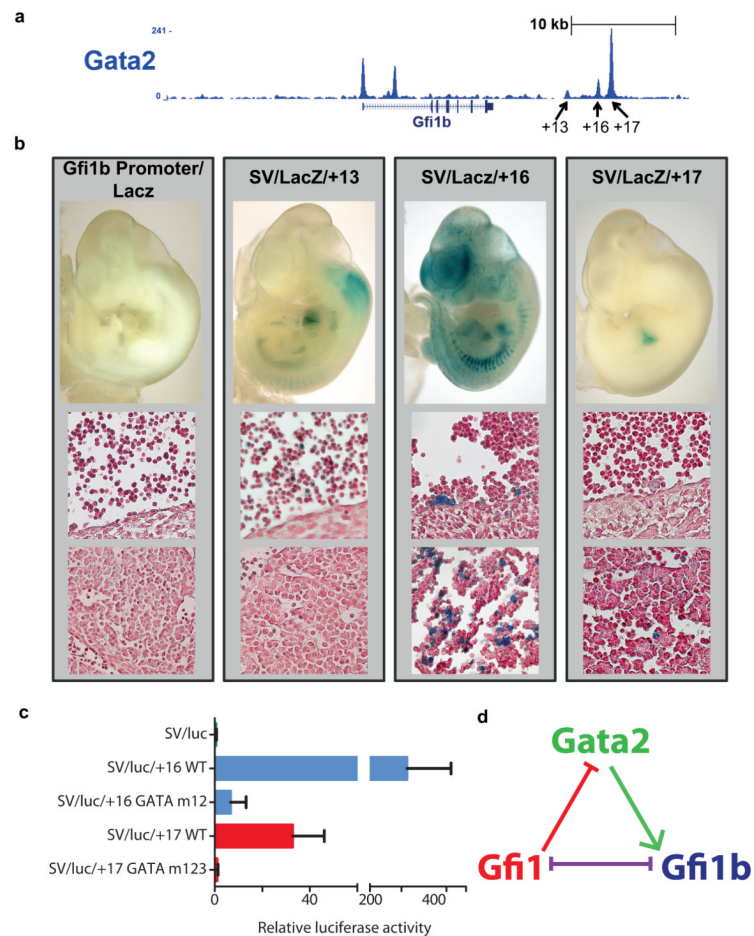 a
241 -
10 kb
Gata2
0
Gfi1b
+13
+16
+17
b
Gfi1b Promoter/
Lacz
SV/LacZ/+13
SV/Lacz/+16
SV/LacZ/+17
c
SV/luc
SV/luc/+16 WT
SV/luc/+16 GATA m12
SV/luc/+17 WT
SV/luc/+17 GATA m123
0
40
200
400
Relative luciferase activity
d
Gata2
Gfi1
Gfi1b